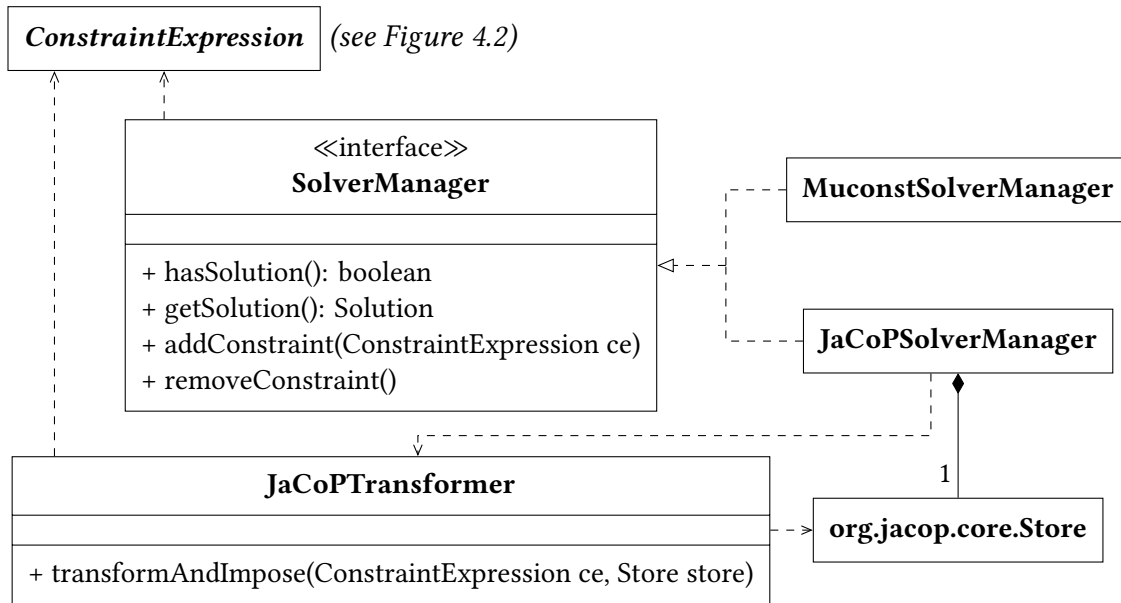 ConstraintExpression (see Figure 4.2)
≪interface≫
SolverManager
+ hasSolution(): boolean
+ getSolution(): Solution
+ addConstraint(ConstraintExpression ce)
+ removeConstraint()
MuconstSolverManager
JaCoPSolverManager
JaCoPTransformer
+ transformAndImpose(ConstraintExpression ce, Store store)
1
org.jacop.core.Store